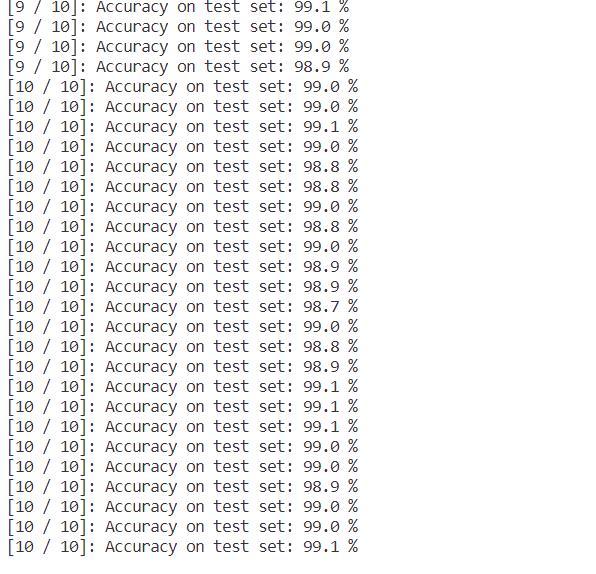 [9 / 10]: Accuracy on test set: 99.1 %
[9 / 10]: Accuracy on test set: 99.0 %
[9 / 10]: Accuracy on test set: 99.0 %
[9 / 10]: Accuracy on test set: 98.9 %
[10 / 10]: Accuracy on test set: 99.0 %
[10 / 10]: Accuracy on test set: 99.0 %
[10 / 10]: Accuracy on test set: 99.1 %
[10 / 10]: Accuracy on test set: 99.0 %
[10 / 10]: Accuracy on test set: 98.8 %
[10 / 10]: Accuracy on test set: 98.8 %
[10 / 10]: Accuracy on test set: 99.0 %
[10 / 10]: Accuracy on test set: 98.8 %
[10 / 10]: Accuracy on test set: 99.0 %
[10 / 10]: Accuracy on test set: 98.9 %
[10 / 10]: Accuracy on test set: 98.9 %
[10 / 10]: Accuracy on test set: 98.7 %
[10 / 10]: Accuracy on test set: 99.0 %
[10 / 10]: Accuracy on test set: 98.8 %
[10 / 10]: Accuracy on test set: 98.9 %
[10 / 10]: Accuracy on test set: 99.1 %
[10 / 10]: Accuracy on test set: 99.1 %
[10 / 10]: Accuracy on test set: 99.1 %
[10 / 10]: Accuracy on test set: 99.0 %
[10 / 10]: Accuracy on test set: 99.0 %
[10 / 10]: Accuracy on test set: 98.9 %
[10 / 10]: Accuracy on test set: 99.0 %
[10 / 10]: Accuracy on test set: 99.0 %
[10 / 10]: Accuracy on test set: 99.1 %